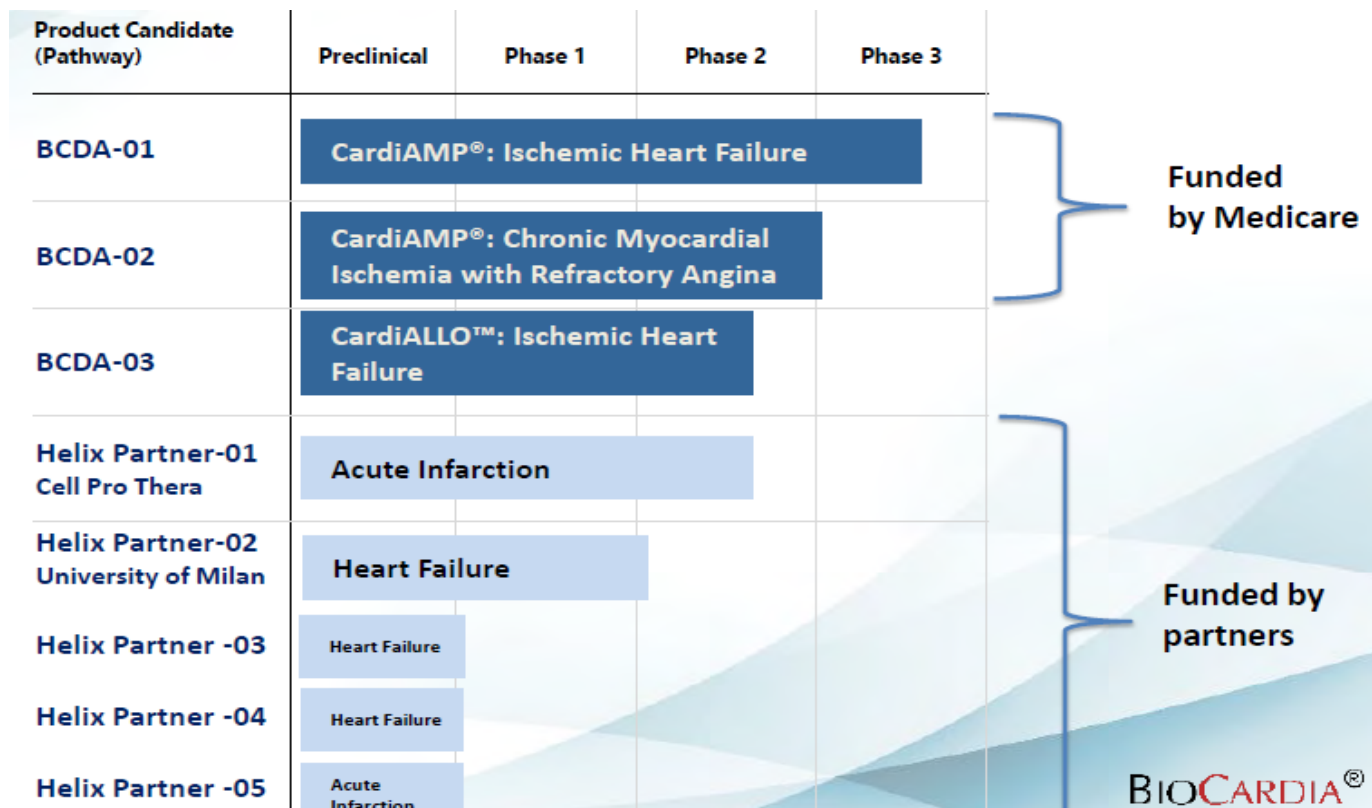 Product Candidate
(Pathway)
Preclinical
Phase 1
Phase 2
Phase 3
BCDA-01
CardiAMP®: Ischemic Heart Failure
BCDA-02
CardiAMP®: Chronic Myocardial
Ischemia with Refractory Angina
Funded
by Medicare
BCDA-03
CardiALLO™: Ischemic Heart
Failure
Helix Partner-01
Cell Pro Thera
Acute Infarction
Helix Partner-02
University of Milan
Heart Failure
Helix Partner -03
Heart Failure
Funded by
partners
Helix Partner -04
Heart Failure
Helix Partner -05
Acute
Infarction
BIOCARDIA®